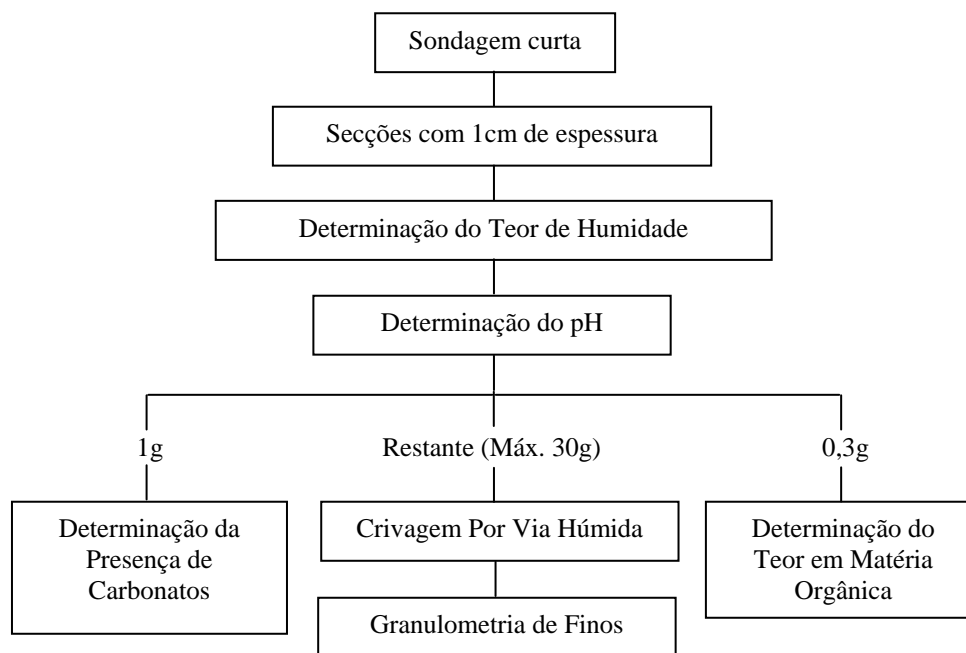 Sondagem curta
Secções com 1cm de espessura
Determinação do Teor de Humidade
Determinação do pH
1g
Restante (Máx. 30g)
0,3g
Determinação da
Presença de
Carbonatos
Crivagem Por Via Húmida
Granulometria de Finos
Determinação do
Teor em Matéria
Orgânica